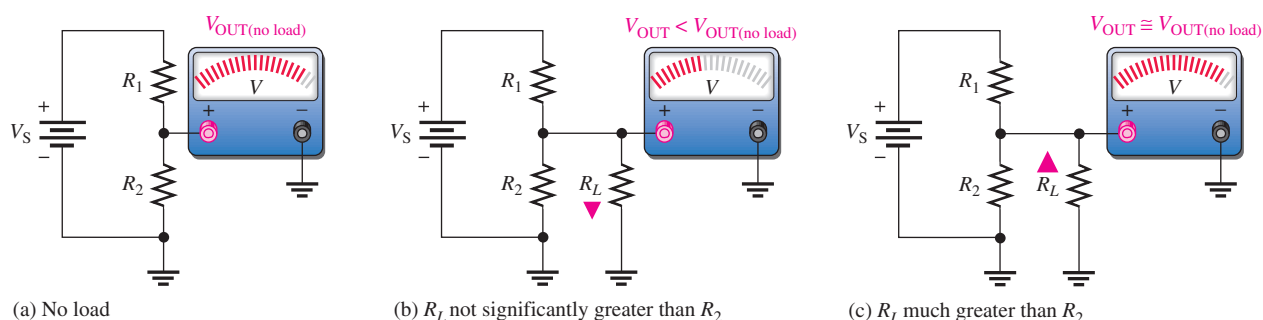 V_OUT(no load)
R_1
V
+ −
+
V_S
−
R_2
(a) No load
V_OUT < V_OUT(no load)
R_1
V
+ −
+
V_S
−
R_2
R_L
(b) R_L not significantly greater than R_2
V_OUT ≅ V_OUT(no load)
R_1
V
+ −
+
V_S
−
R_2
R_L
(c) R_L much greater than R_2